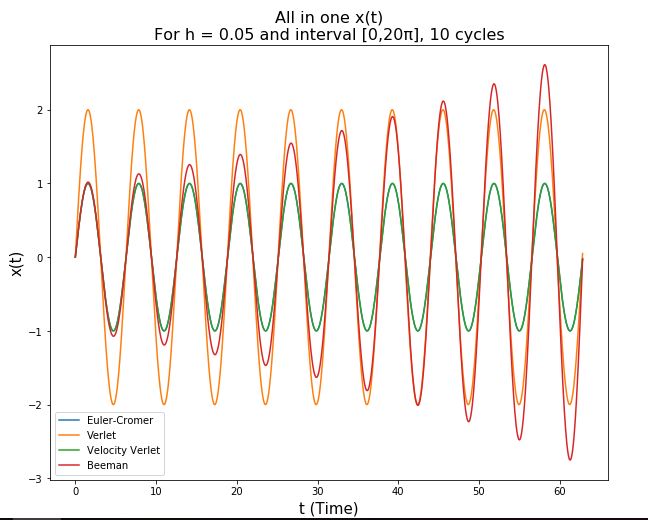 All in one x(t)
For h = 0.05 and interval [0,20π], 10 cycles
x(t)
2
1
0
−1
−2
−3
Euler-Cromer
Verlet
Velocity Verlet
Beeman
0 10 20 30 40 50 60
t (Time)